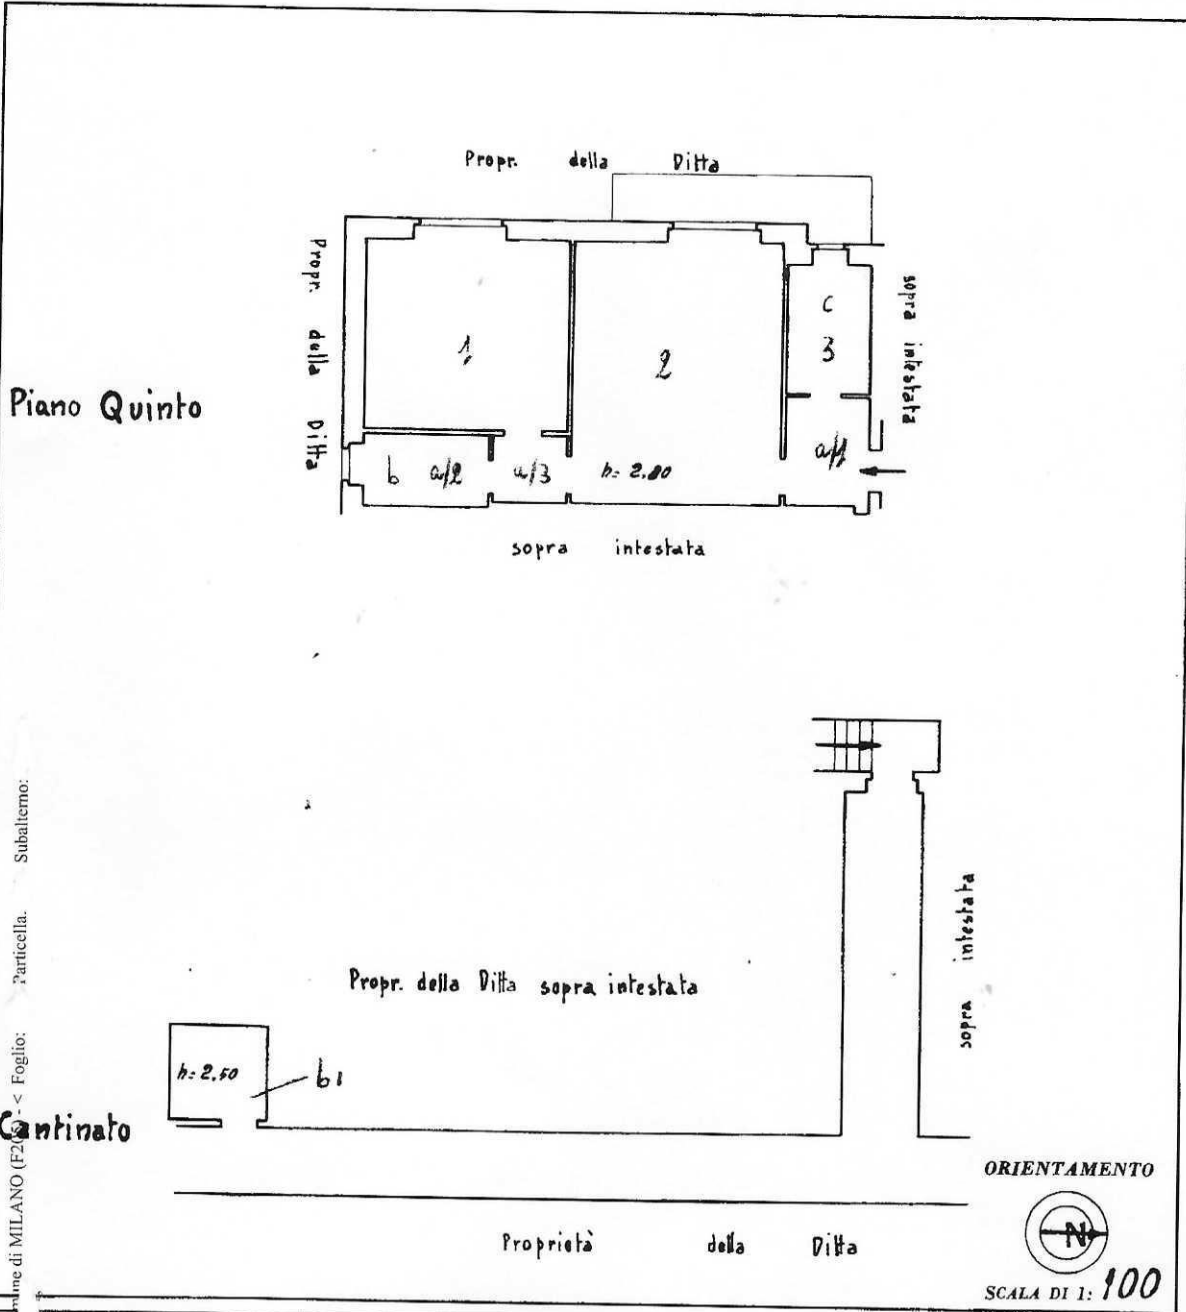 Propr. della Ditta
Propr. della Ditta
sopra intestata
1
2
C
3
Piano Quinto
b a/2 a/3 h= 2.80 a/1
sopra intestata
Subalterno:
Particella.
< Foglio:
MILANO
di
Propr. della Ditta sopra intestata
sopra intestata
h= 2.50
b1
Cantinato
ORIENTAMENTO
N
Proprietà della Ditta
SCALA DI 1: 100